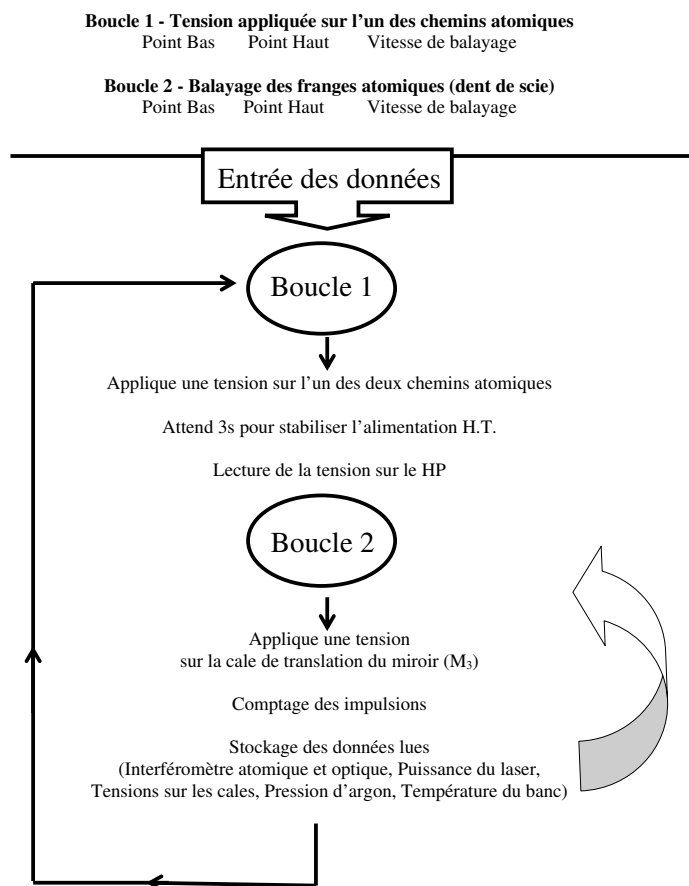 Boucle 1 - Tension appliquée sur l'un des chemins atomiques
Point Bas Point Haut Vitesse de balayage
Boucle 2 - Balayage des franges atomiques (dent de scie)
Point Bas Point Haut Vitesse de balayage
Entrée des données
Boucle 1
Applique une tension sur l'un des deux chemins atomiques
Attend 3s pour stabiliser l'alimentation H.T.
Lecture de la tension sur le HP
Boucle 2
Applique une tension
sur la cale de translation du miroir (M₃)
Comptage des impulsions
Stockage des données lues
(Interféromètre atomique et optique, Puissance du laser,
Tensions sur les cales, Pression d'argon, Température du banc)